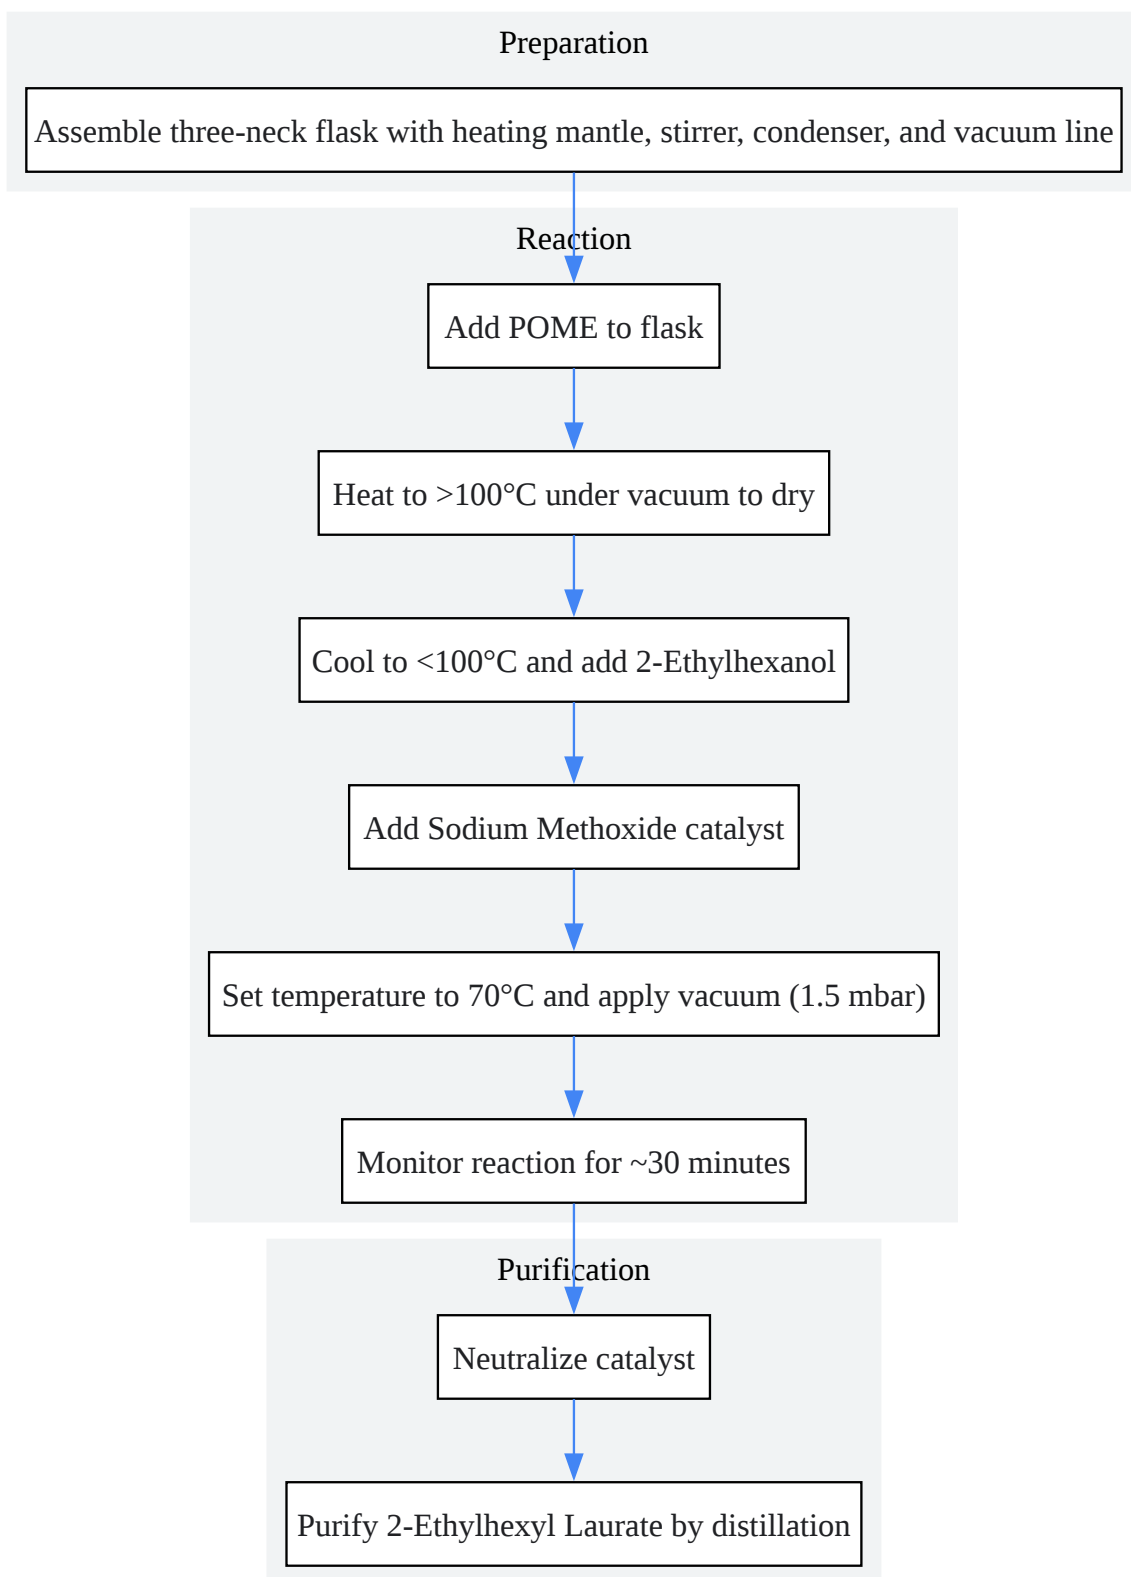 Preparation
Assemble three-neck flask with heating mantle, stirrer, condenser, and vacuum line
Reaction
Add POME to flask
Heat to >100°C under vacuum to dry
Cool to <100°C and add 2-Ethylhexanol
Add Sodium Methoxide catalyst
Set temperature to 70°C and apply vacuum (1.5 mbar)
Monitor reaction for ~30 minutes
Purification
Neutralize catalyst
Purify 2-Ethylhexyl Laurate by distillation